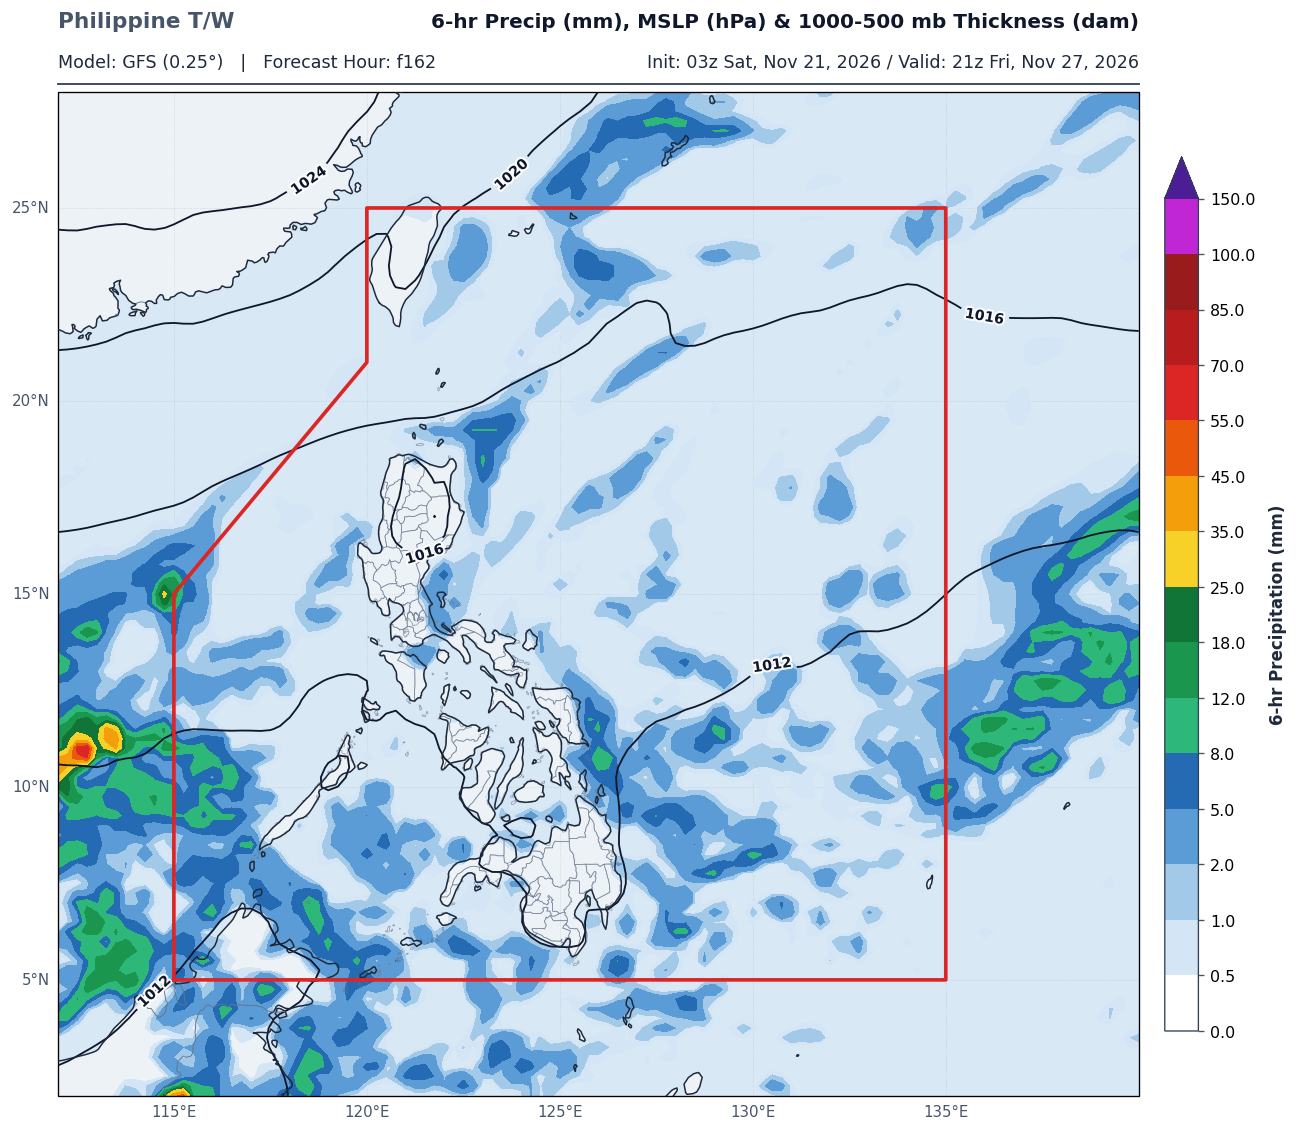 Philippine T/W
6-hr Precip (mm), MSLP (hPa) & 1000-500 mb Thickness (dam)
Model: GFS (0.25°) | Forecast Hour: f162
Init: 03z Sat, Nov 21, 2026 / Valid: 21z Fri, Nov 27, 2026
1024
1020
1016
1016
1012
1012
25°N
20°N
15°N
10°N
5°N
115°E
120°E
125°E
130°E
135°E
150.0
100.0
85.0
70.0
55.0
45.0
35.0
25.0
18.0
12.0
8.0
5.0
2.0
1.0
0.5
0.0
6-hr Precipitation (mm)